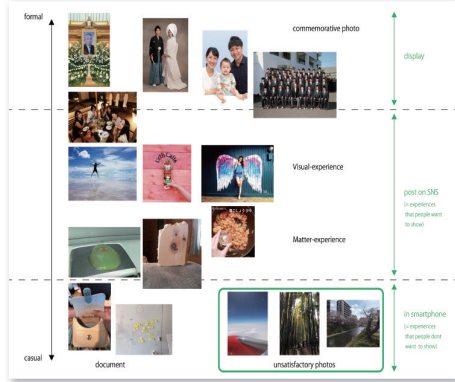 formal
commemorative photo
display
Visual-experience
post on SNS
(= experiences
that people want
to show)
Matter-experience
in smartphone
(= experiences
that people dont
want to show)
casual
document
unsatisfactory photos